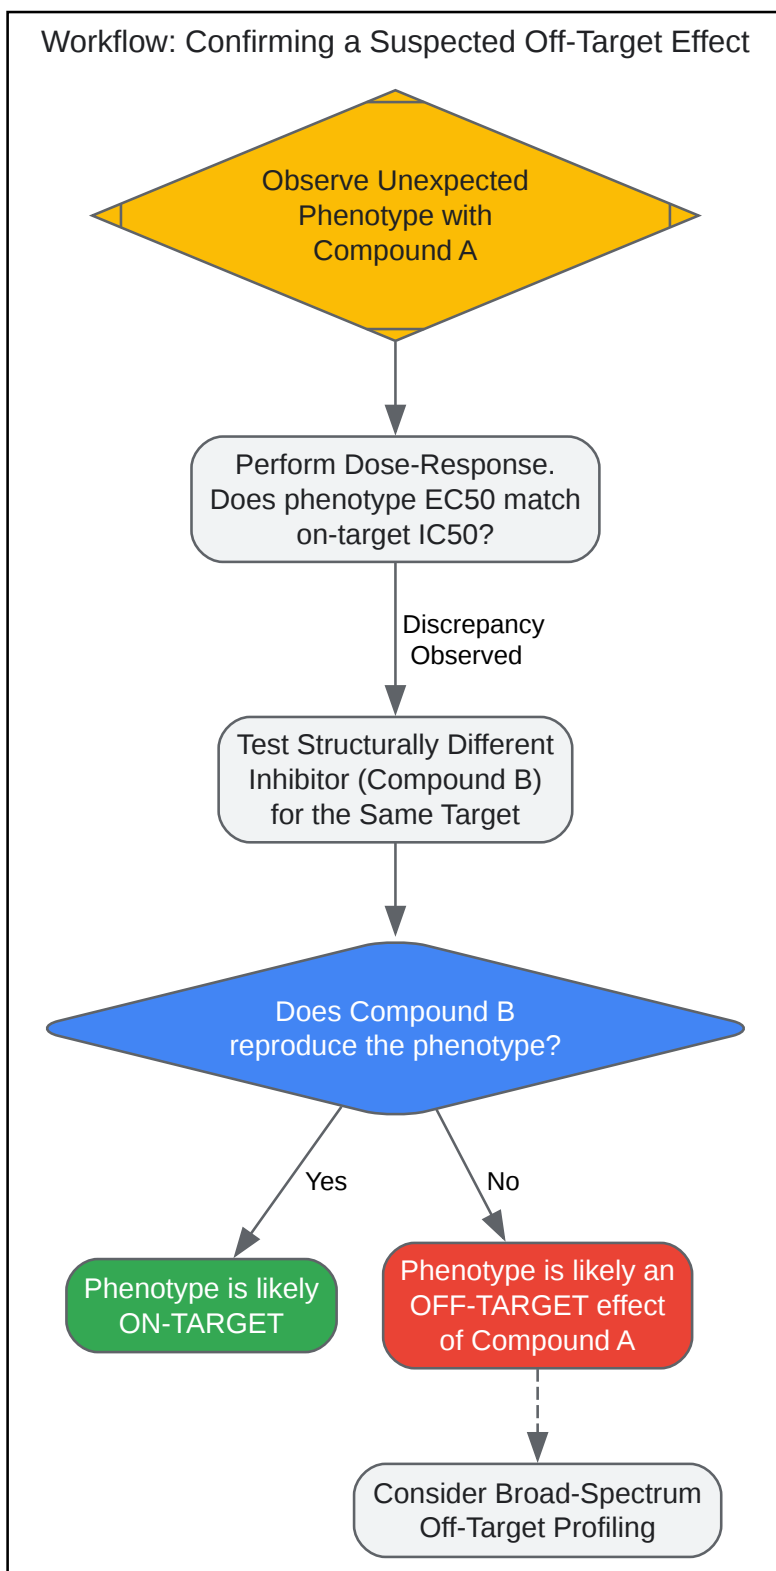 Workflow: Confirming a Suspected Off-Target Effect
Observe Unexpected
Phenotype with
Compound A
Perform Dose-Response.
Does phenotype EC50 match
on-target IC50?
Discrepancy
Observed
Test Structurally Different
Inhibitor (Compound B)
for the Same Target
Does Compound B
reproduce the phenotype?
Yes
No
Phenotype is likely
ON-TARGET
Phenotype is likely an
OFF-TARGET effect
of Compound A
Consider Broad-Spectrum
Off-Target Profiling